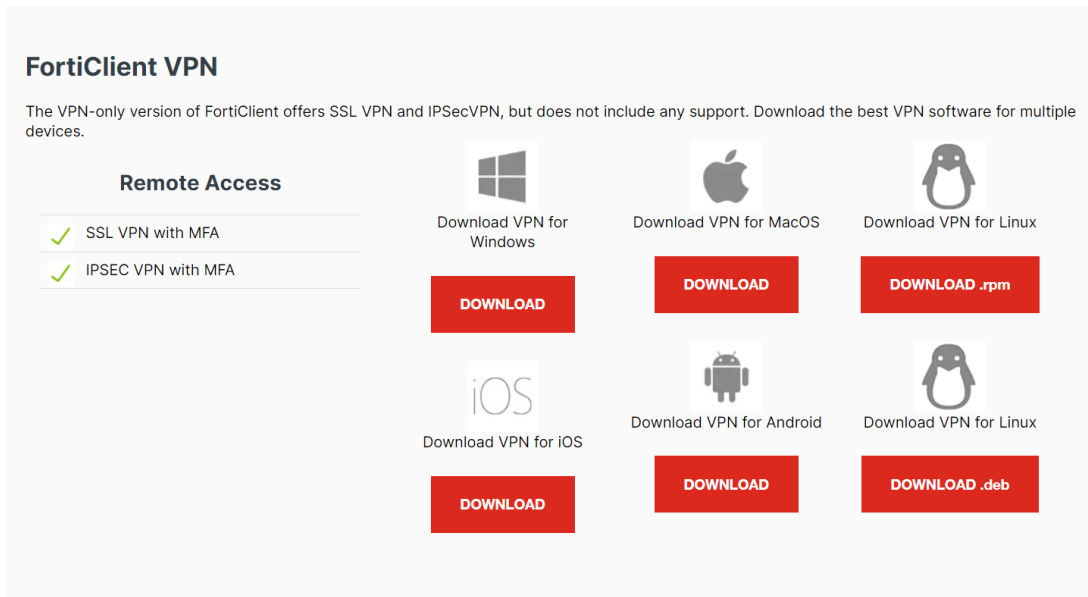 FortiClient VPN
The VPN-only version of FortiClient offers SSL VPN and IPSecVPN, but does not include any support. Download the best VPN software for multiple
devices.
Remote Access
SSL VPN with MFA
IPSEC VPN with MFA
Download VPN for
Windows
DOWNLOAD
Download VPN for MacOS
DOWNLOAD
Download VPN for Linux
DOWNLOAD .rpm
iOS
Download VPN for iOS
DOWNLOAD
Download VPN for Android
DOWNLOAD
Download VPN for Linux
DOWNLOAD .deb